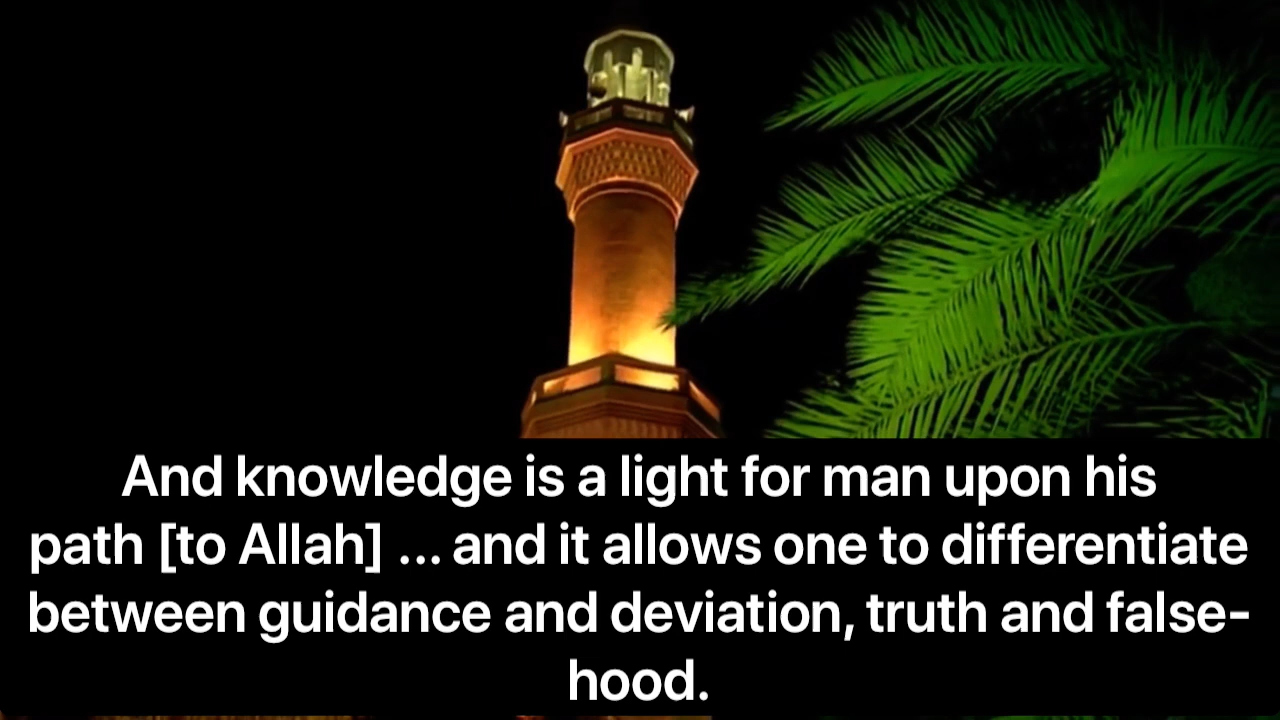 And knowledge is a light for man upon his
path [to Allah] ... and it allows one to differentiate
between guidance and deviation, truth and false-
hood.